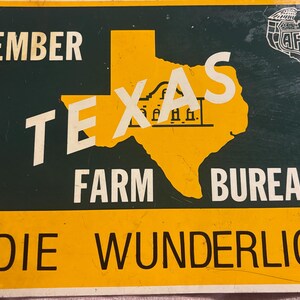 EMBER
TEXAS
FARM BUREA
DIE WUNDERLIC